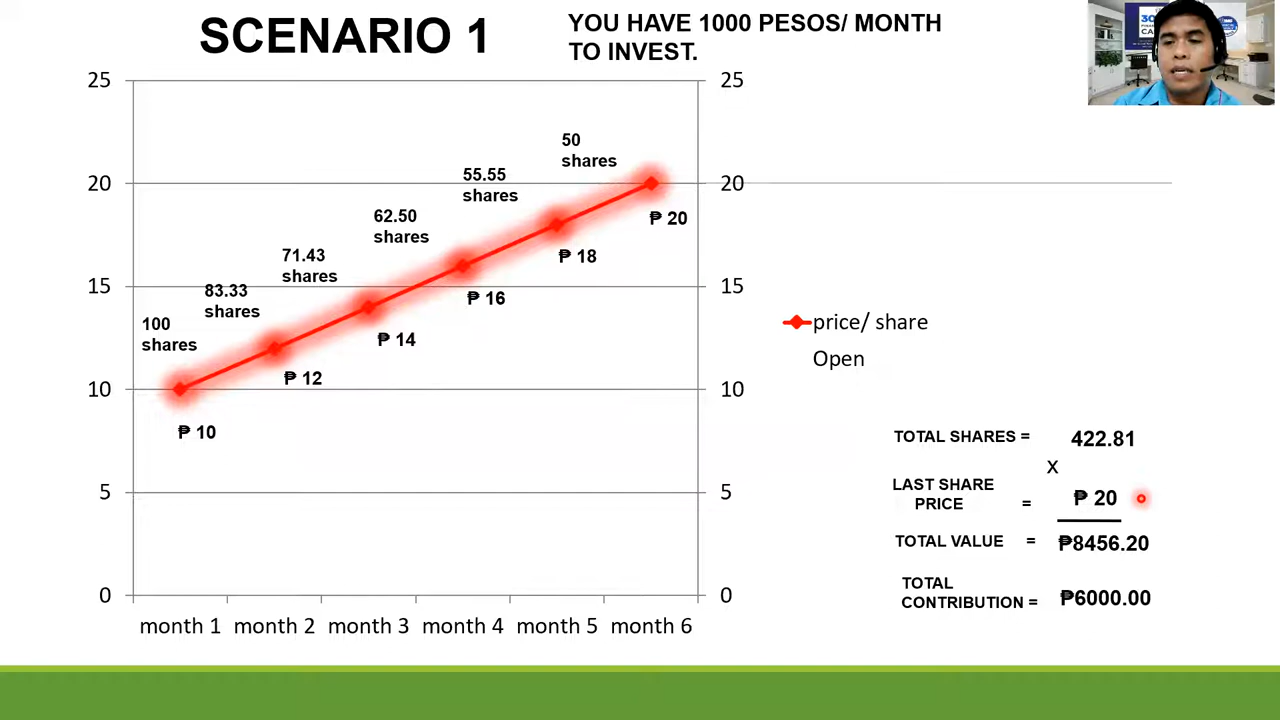 SCENARIO 1
YOU HAVE 1000 PESOS/ MONTH
TO INVEST.
25
20
15
10
5
0
25
20
15
10
5
0
100
shares
83.33
shares
71.43
shares
62.50
shares
55.55
shares
50
shares
₱ 10
₱ 12
₱ 14
₱ 16
₱ 18
₱ 20
month 1 month 2 month 3 month 4 month 5 month 6
price/ share
Open
TOTAL SHARES = 422.81
X
LAST SHARE
PRICE = ₱ 20
TOTAL VALUE = ₱8456.20
TOTAL
CONTRIBUTION = ₱6000.00